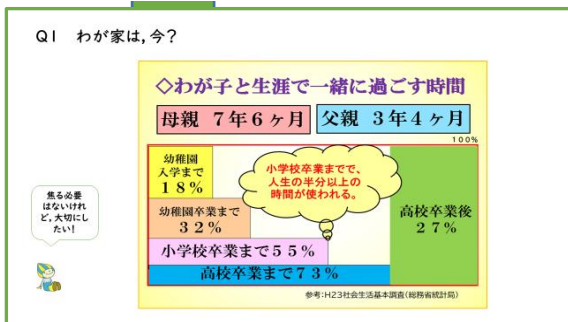 Q1 わが家は,今?
◇わが子と生涯で一緒に過ごす時間
母親 7年6ヶ月
父親 3年4ヶ月
100%
幼稚園
入学まで
18%
小学校卒業までで、
人生の半分以上の
時間が使われる。
幼稚園卒業まで
32%
高校卒業後
27%
焦る必要
はないけれ
ど,大切にし
たい!
小学校卒業まで55%
高校卒業まで73%
参考:H23社会生活基本調査(総務省統計局)